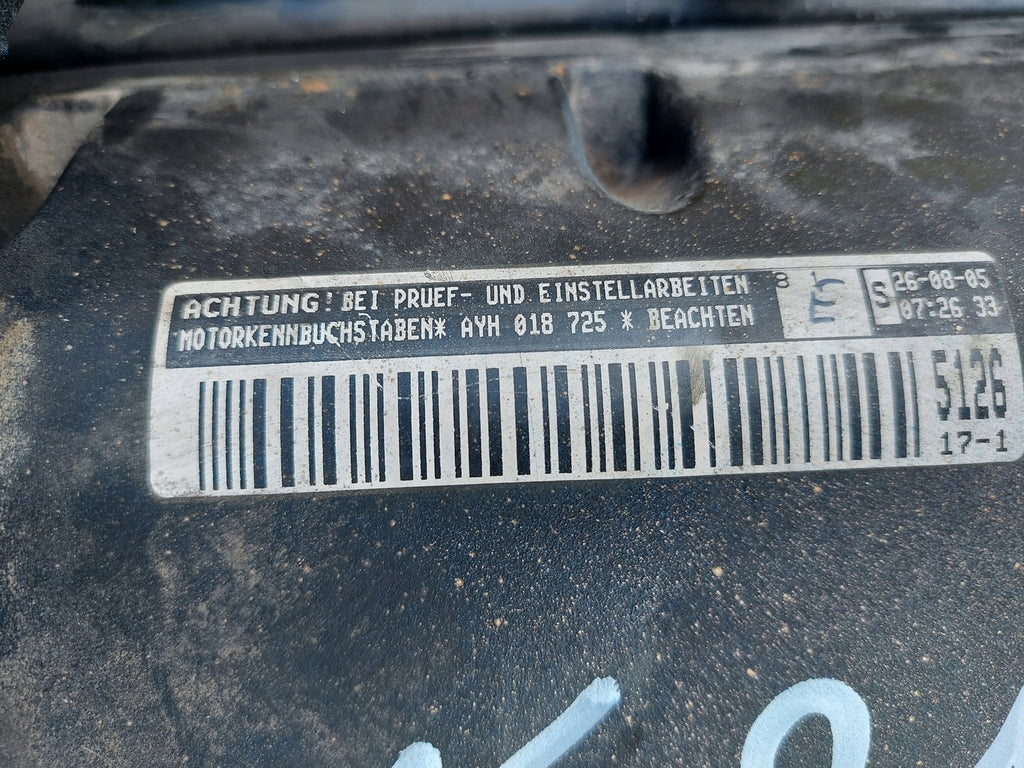 ACHTUNG! BEI PRUEF- UND EINSTELLARBEITEN
MOTORKENNBUCHSTABEN* AYH 018 725 * BEACHTEN
8
E
S
26-08-05
07:26 33
5126
17-1